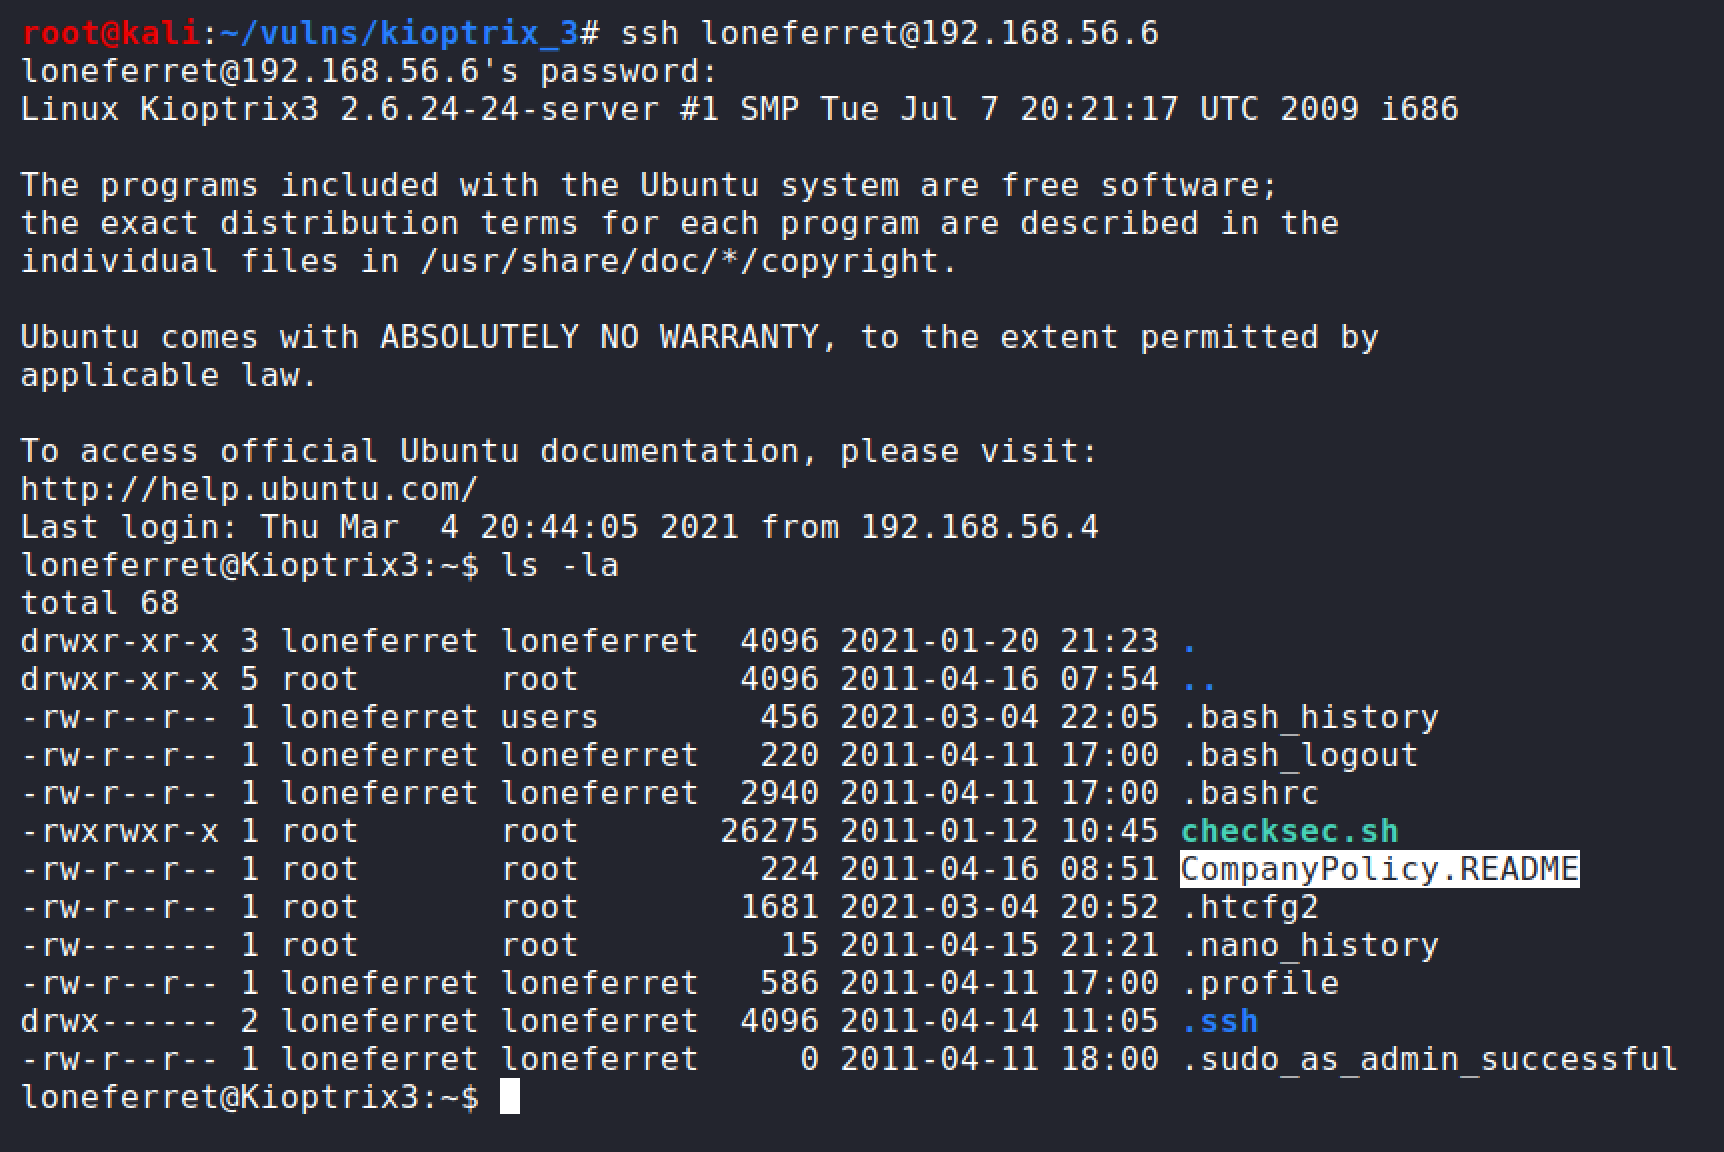 root@kali:~/vulns/kioptrix_3# ssh loneferret@192.168.56.6
loneferret@192.168.56.6's password:
Linux Kioptrix3 2.6.24-24-server #1 SMP Tue Jul 7 20:21:17 UTC 2009 i686
The programs included with the Ubuntu system are free software;
the exact distribution terms for each program are described in the
individual files in /usr/share/doc/*/copyright.
Ubuntu comes with ABSOLUTELY NO WARRANTY, to the extent permitted by
applicable law.
To access official Ubuntu documentation, please visit:
http://help.ubuntu.com/
Last login: Thu Mar  4 20:44:05 2021 from 192.168.56.4
loneferret@Kioptrix3:~$ ls -la
total 68
drwxr-xr-x 3 loneferret loneferret  4096 2021-01-20 21:23 .
drwxr-xr-x 5 root       root        4096 2011-04-16 07:54 ..
-rw-r--r-- 1 loneferret users        456 2021-03-04 22:05 .bash_history
-rw-r--r-- 1 loneferret loneferret   220 2011-04-11 17:00 .bash_logout
-rw-r--r-- 1 loneferret loneferret  2940 2011-04-11 17:00 .bashrc
-rwxrwxr-x 1 root       root       26275 2011-01-12 10:45 checksec.sh
-rw-r--r-- 1 root       root         224 2011-04-16 08:51 CompanyPolicy.README
-rw-r--r-- 1 root       root        1681 2021-03-04 20:52 .htcfg2
-rw------- 1 root       root          15 2011-04-15 21:21 .nano_history
-rw-r--r-- 1 loneferret loneferret   586 2011-04-11 17:00 .profile
drwx------ 2 loneferret loneferret  4096 2011-04-14 11:05 .ssh
-rw-r--r-- 1 loneferret loneferret     0 2011-04-11 18:00 .sudo_as_admin_successful
loneferret@Kioptrix3:~$